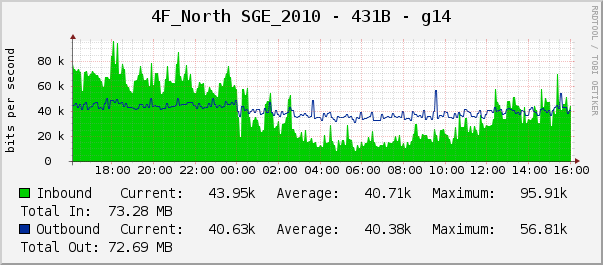 4F_North SGE_2010 - 431B - g14
RRDTOOL / TOBI OETIKER
bits per second
80 k
60 k
40 k
20 k
0
18:00 20:00 22:00 00:00 02:00 04:00 06:00 08:00 10:00 12:00 14:00 16:00
Inbound Current: 43.95k Average: 40.71k Maximum: 95.91k
Total In: 73.28 MB
Outbound Current: 40.63k Average: 40.38k Maximum: 56.81k
Total Out: 72.69 MB